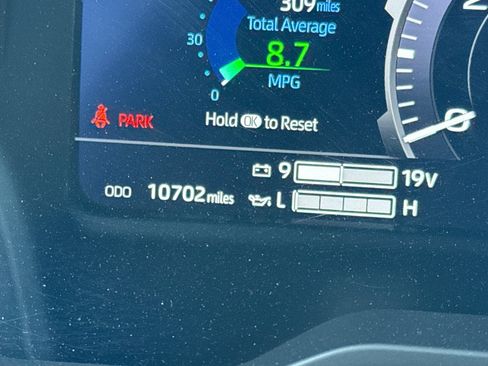 309 miles
Total Average
30
8.7
0
MPG
PARK
Hold OK to Reset
9 19V
ODO 10702 miles
L H
0